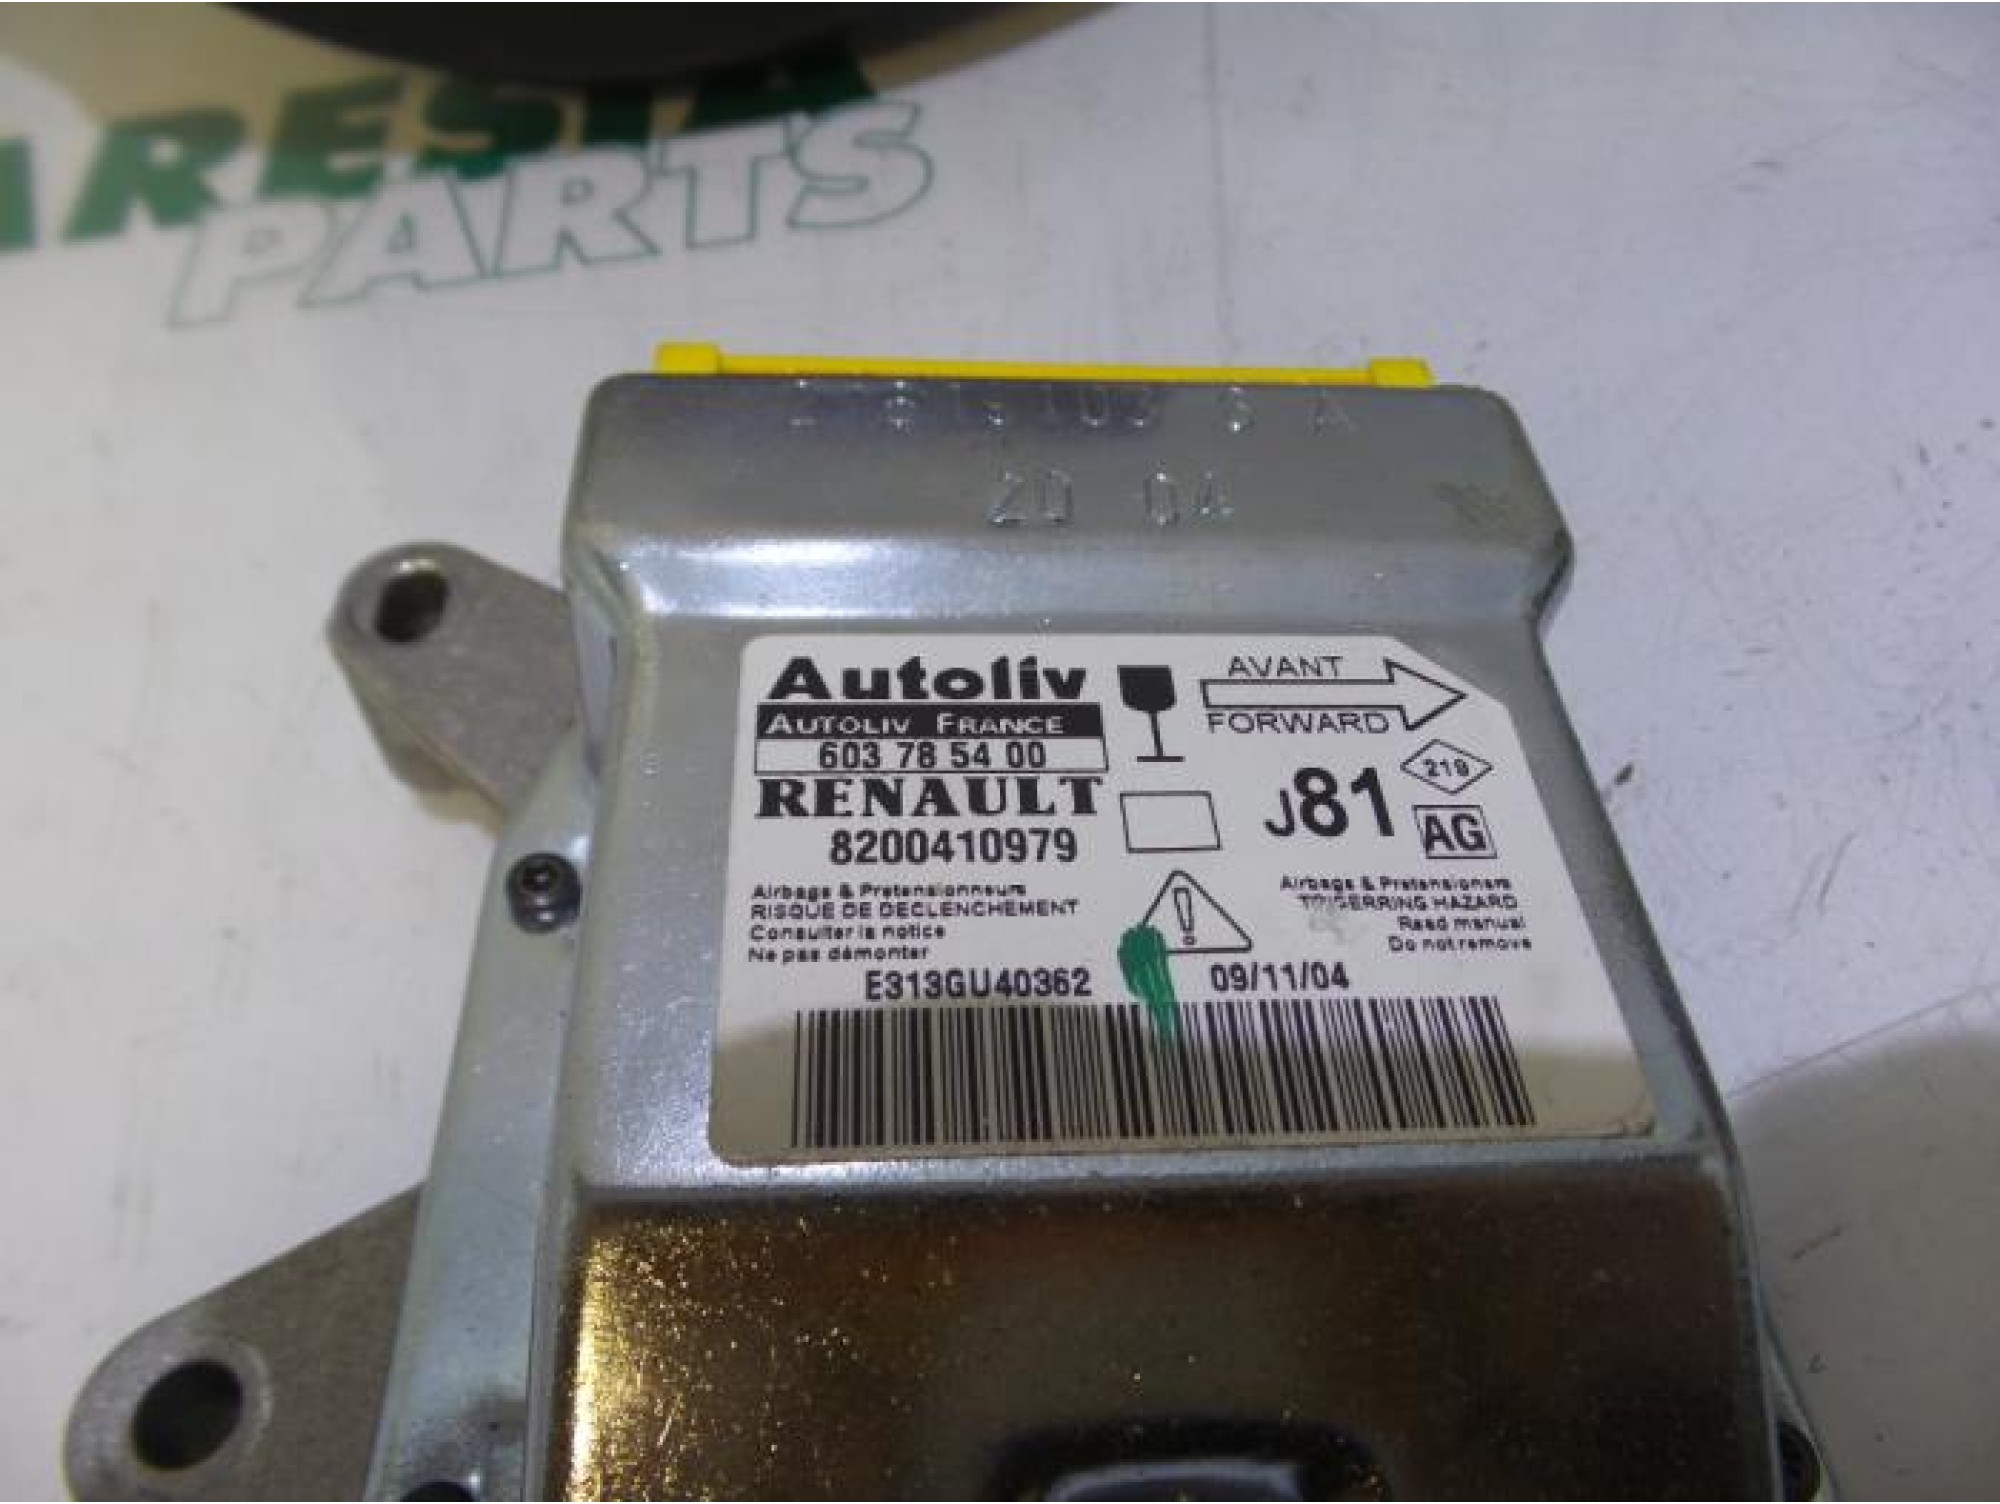 ARESIA
PARTS
20 04
Autoliv
AUTOLIV FRANCE
603 78 54 00
RENAULT
8200410979
AVANT
FORWARD
J81
219
AG
Airbags & Pretensionneurs
RISQUE DE DECLENCHEMENT
Consulter la notice
Ne pas démonter
Airbags & Pretensioners
TRIGERRING HAZARD
Read manual
Do not remove
E313GU40362
09/11/04